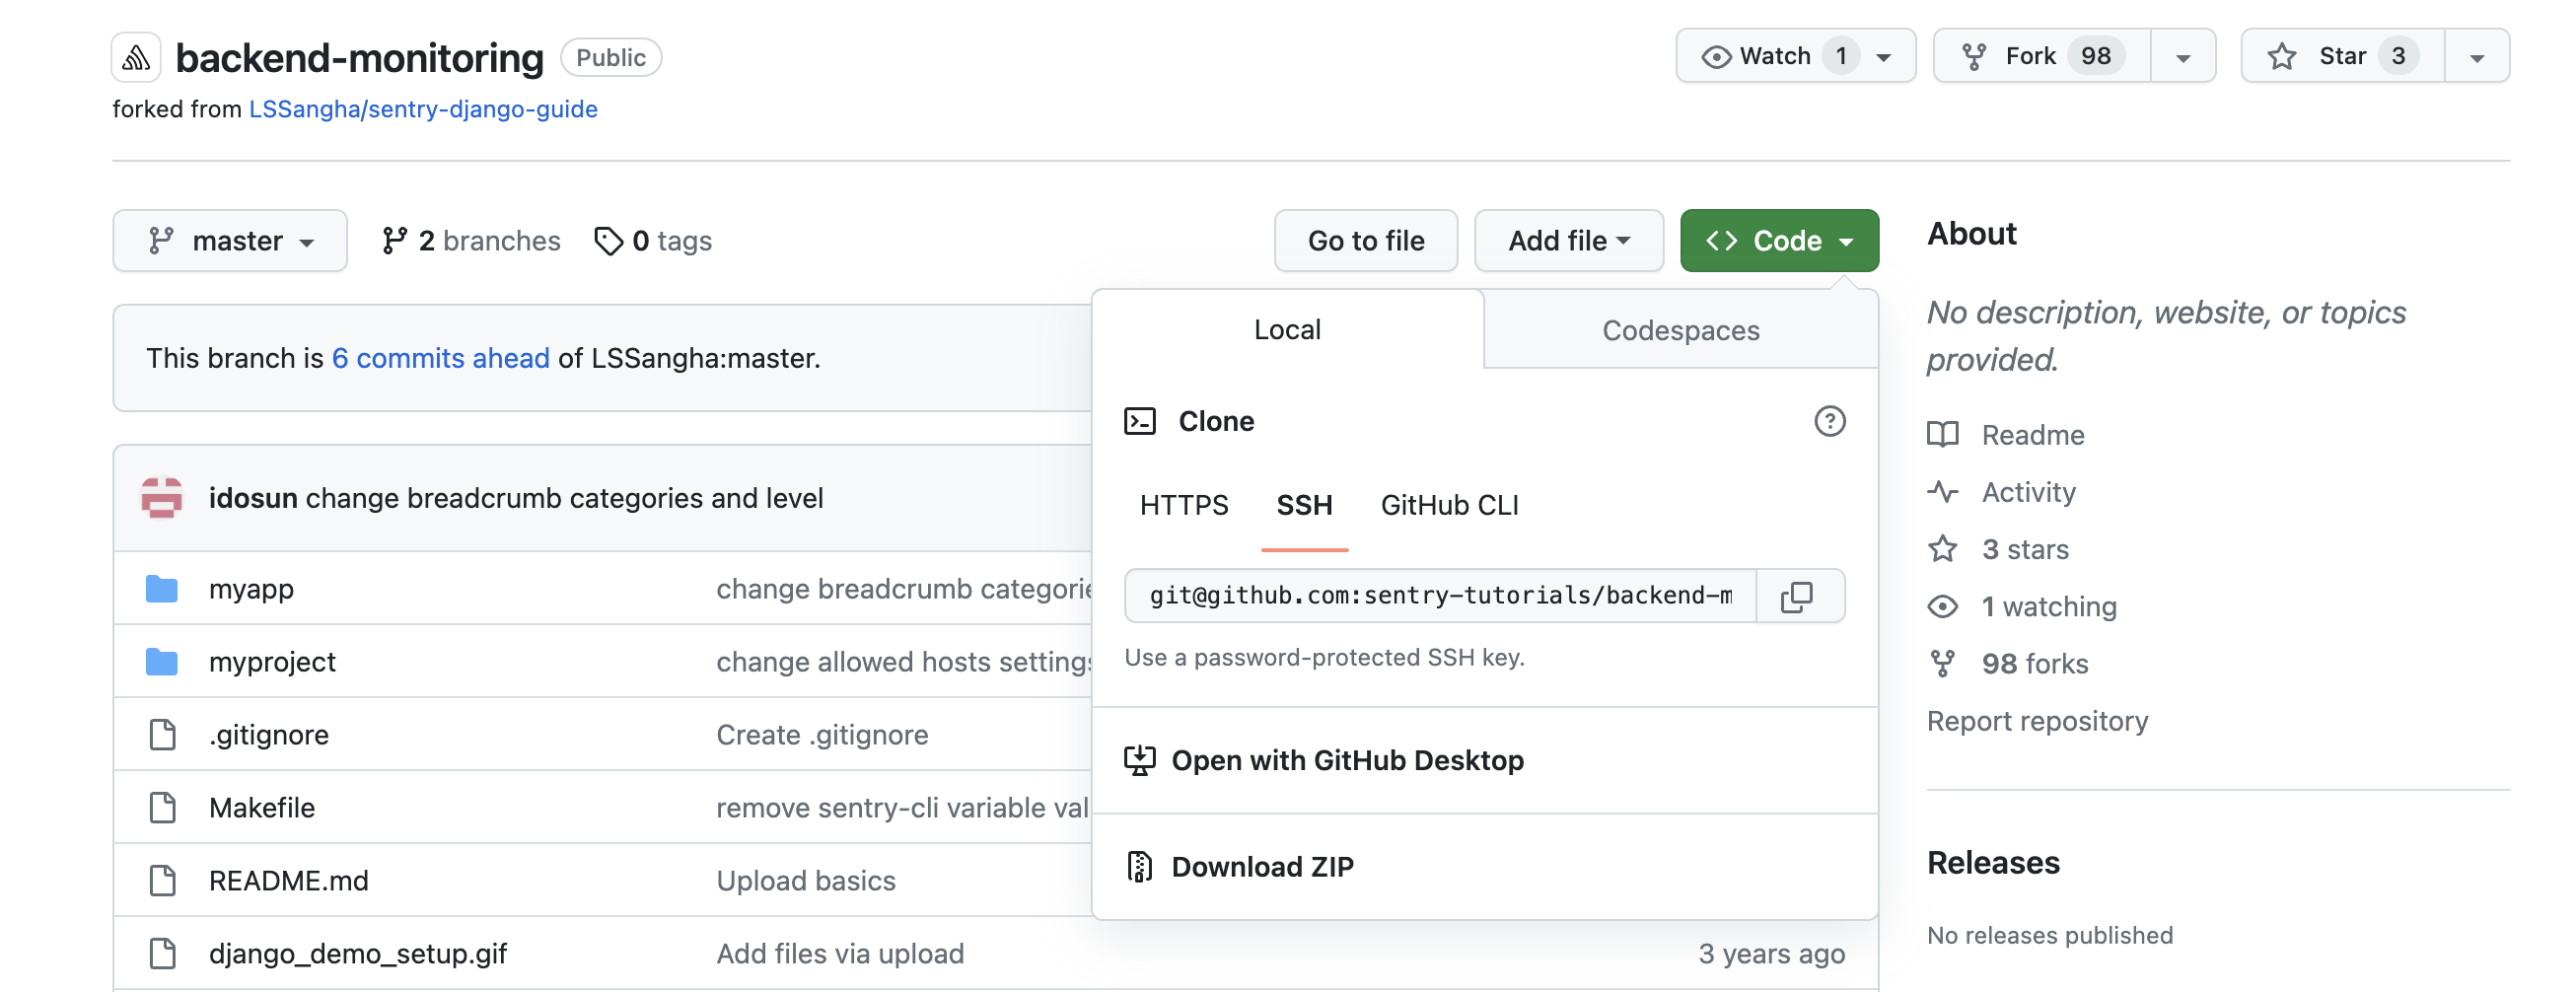 backend-monitoring Public
Watch 1
Fork 98
Star 3
forked from LSSangha/sentry-django-guide
master
2 branches
0 tags
Go to file
Add file
<> Code
This branch is 6 commits ahead of LSSangha:master.
idosun change breadcrumb categories and level
myapp change breadcrumb categorie
myproject change allowed hosts settings
.gitignore Create .gitignore
Makefile remove sentry-cli variable val
README.md Upload basics
django_demo_setup.gif Add files via upload 3 years ago
Local
Codespaces
Clone
HTTPS SSH GitHub CLI
git@github.com:sentry-tutorials/backend-m
Use a password-protected SSH key.
Open with GitHub Desktop
Download ZIP
About
No description, website, or topics
provided.
Readme
Activity
3 stars
1 watching
98 forks
Report repository
Releases
No releases published